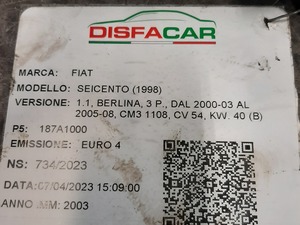 DISFACAR
MARCA: FIAT
MODELLO: SEICENTO (1998)
VERSIONE: 1.1, BERLINA, 3 P., DAL 2000-03 AL
2005-08, CM3 1108, CV 54, KW. 40 (B)
P5: 187A1000
EMISSIONE: EURO 4
NS: 734/2023
DATA: 07/04/2023 15:09:00
ANNO IMM: 2003